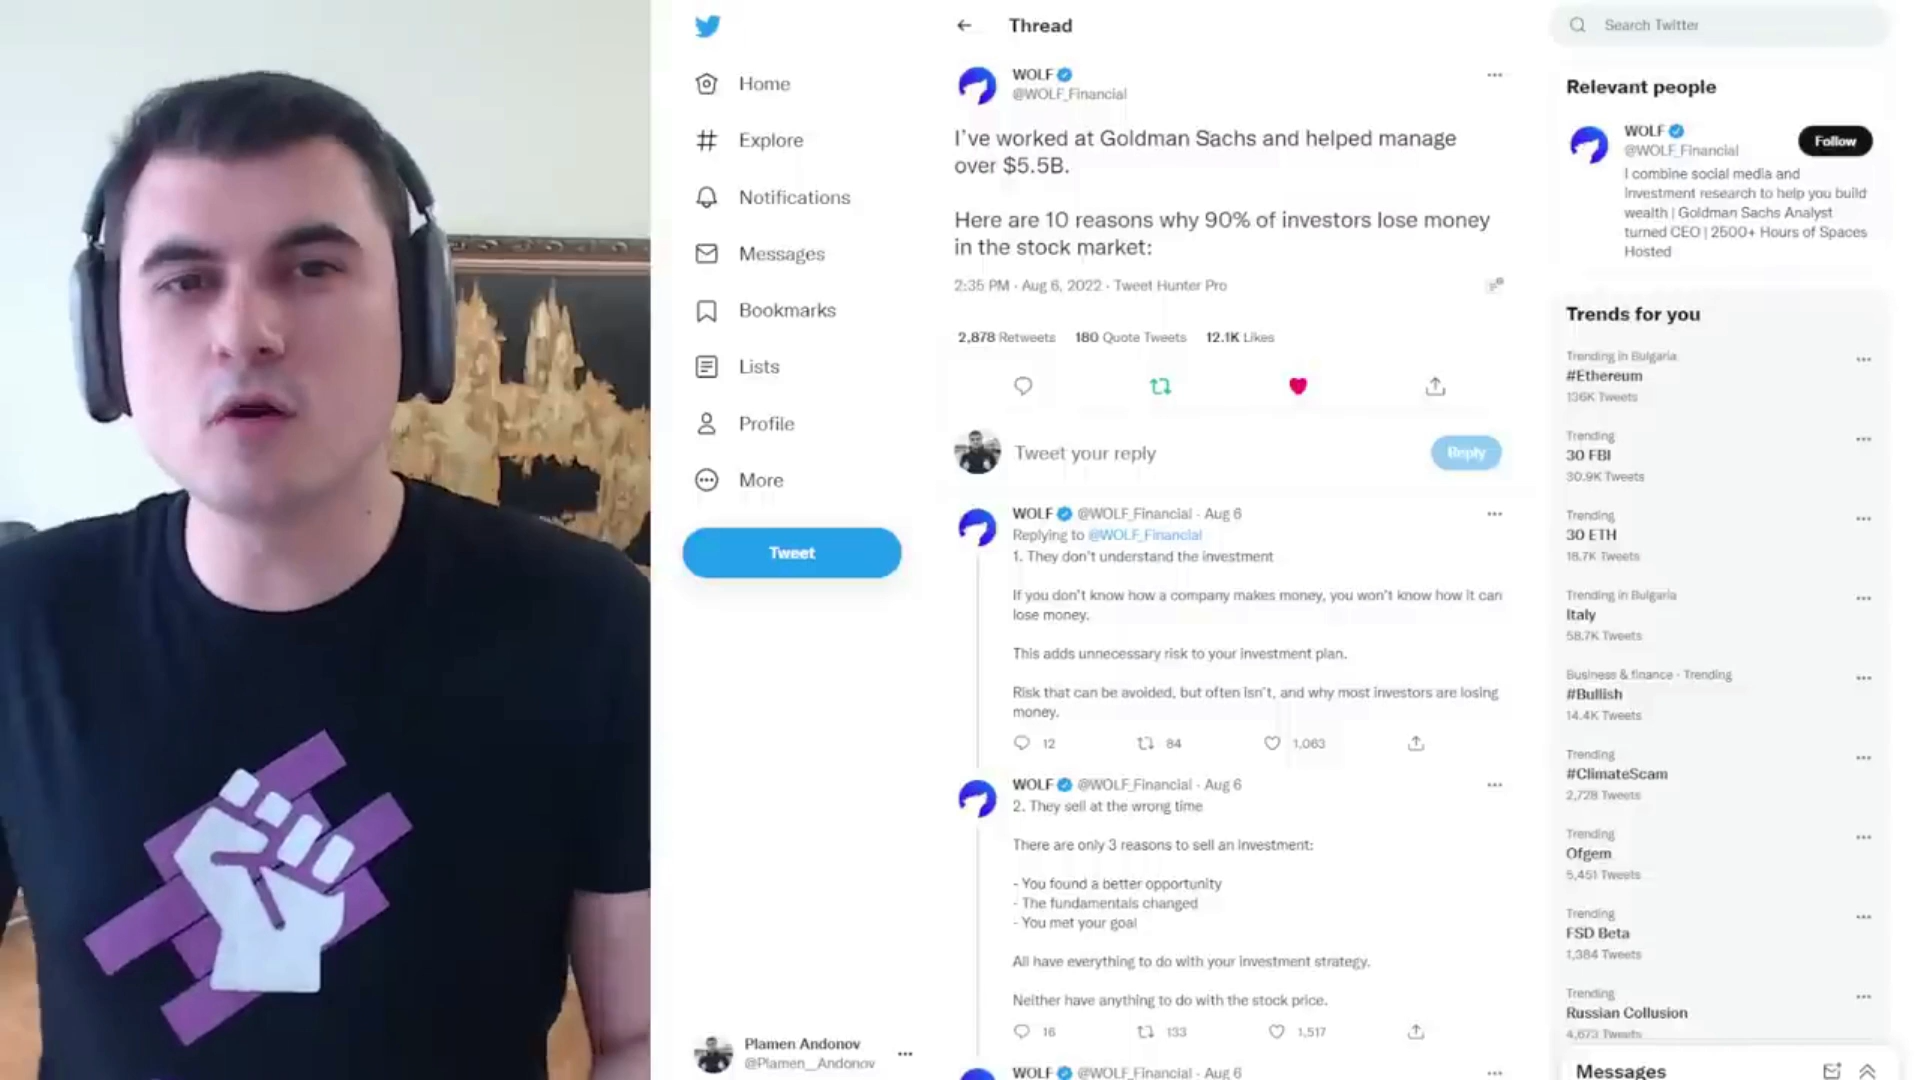 Home
Explore
Notifications
Messages
Bookmarks
Lists
Profile
More
Tweet
Plamen Andonov
@Plamen__Andonov
Thread
WOLF
@WOLF_Financial
I've worked at Goldman Sachs and helped manage
over $5.5B.
Here are 10 reasons why 90% of investors lose money
in the stock market:
2:35 PM · Aug 6, 2022 · Tweet Hunter Pro
2,878 Retweets 180 Quote Tweets 12.1K Likes
Tweet your reply
Reply
WOLF @WOLF_Financial · Aug 6
Replying to @WOLF_Financial
1. They don't understand the investment
If you don't know how a company makes money, you won't know how it can
lose money.
This adds unnecessary risk to your investment plan.
Risk that can be avoided, but often isn't, and why most investors are losing
money.
12 84 1,063
WOLF @WOLF_Financial · Aug 6
2. They sell at the wrong time
There are only 3 reasons to sell an investment:
- You found a better opportunity
- The fundamentals changed
- You met your goal
All have everything to do with your investment strategy.
Neither have anything to do with the stock price.
16 133 1,517
WOLF @WOLF_Financial · Aug 6
Search Twitter
Relevant people
WOLF
@WOLF_Financial
Follow
I combine social media and
investment research to help you build
wealth | Goldman Sachs Analyst
turned CEO | 2500+ Hours of Spaces
Hosted
Trends for you
Trending in Bulgaria
#Ethereum
136K Tweets
Trending
30 FBI
30.9K Tweets
Trending
30 ETH
18.7K Tweets
Trending in Bulgaria
Italy
58.7K Tweets
Business & finance · Trending
#Bullish
14.4K Tweets
Trending
#ClimateScam
2,728 Tweets
Trending
Ofgem
5,451 Tweets
Trending
FSD Beta
1,384 Tweets
Trending
Russian Collusion
4,673 Tweets
Messages